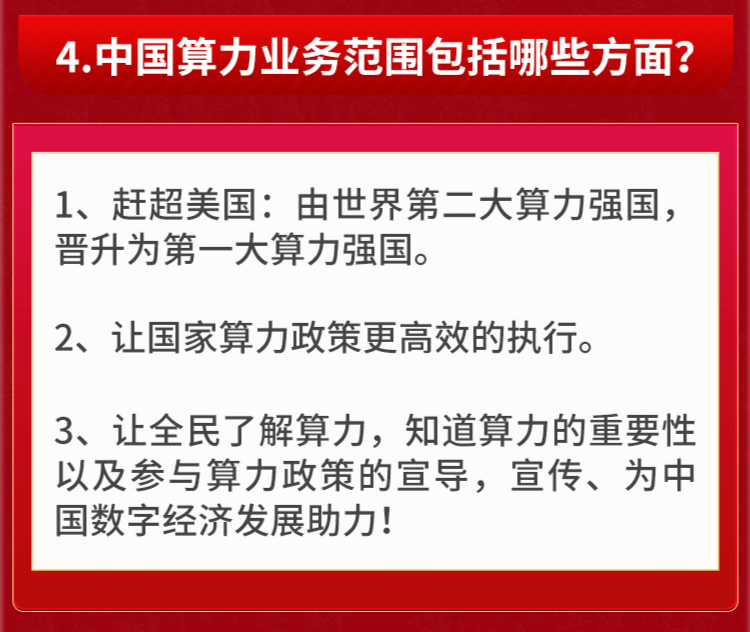 4.中国算力业务范围包括哪些方面？
1、赶超美国：由世界第二大算力强国，
晋升为第一大算力强国。
2、让国家算力政策更高效的执行。
3、让全民了解算力，知道算力的重要性
以及参与算力政策的宣导，宣传、为中
国数字经济发展助力！